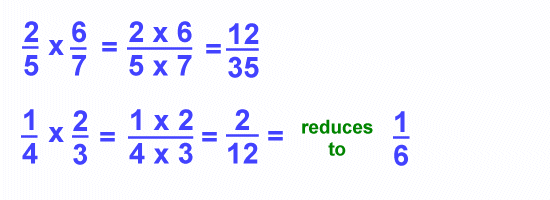 2/5 x 6/7 = 2 x 6 / 5 x 7 = 12/35
1/4 x 2/3 = 1 x 2 / 4 x 3 = 2/12 = reduces to 1/6